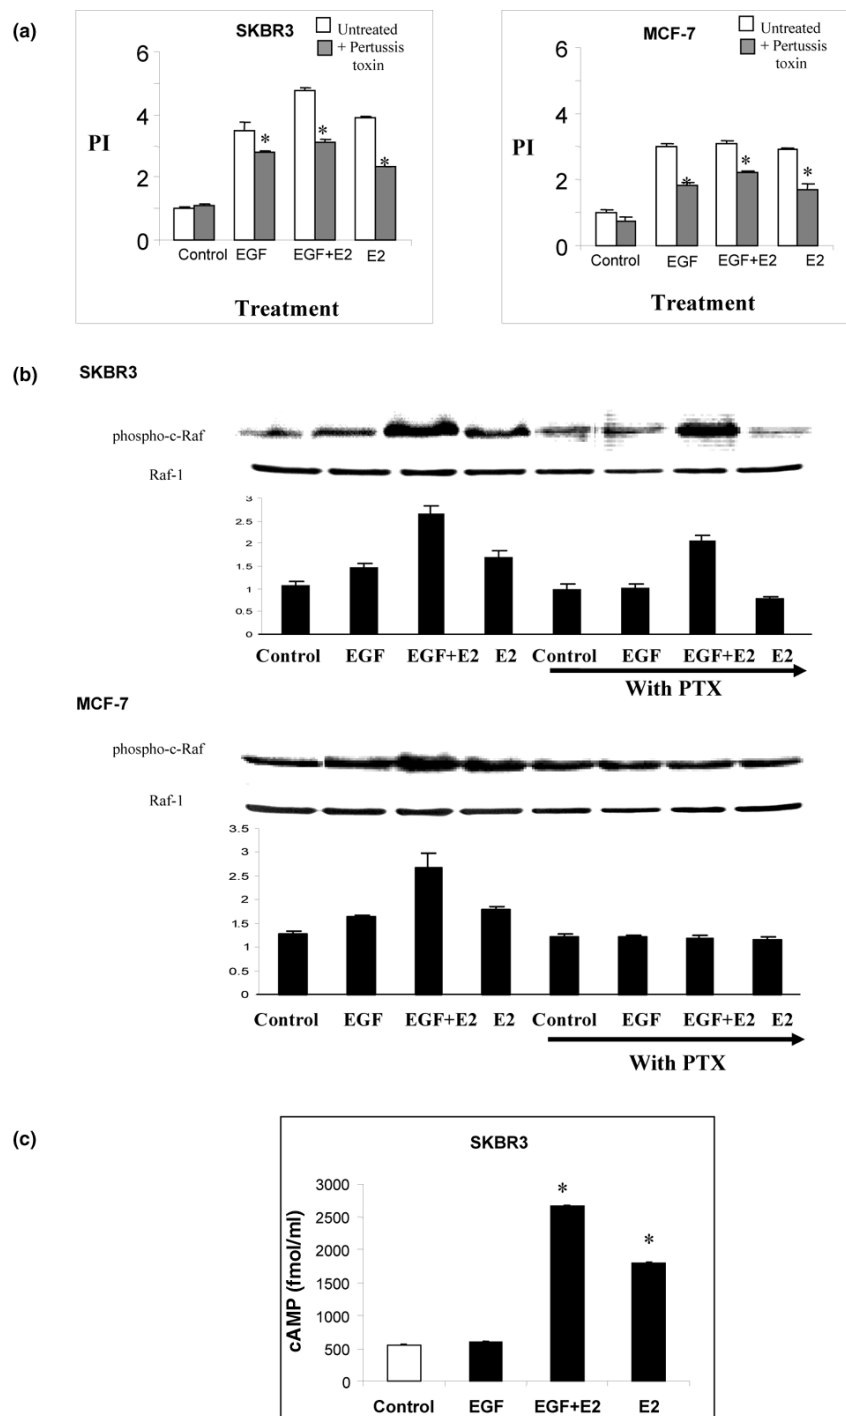 (a)
SKBR3
Untreated
+ Pertussis
toxin
6
4
2
0
PI
*
*
*
Control EGF EGF+E2 E2
Treatment
MCF-7
Untreated
+ Pertussis
toxin
6
4
2
0
PI
*
*
*
Control EGF EGF+E2 E2
Treatment
(b)
SKBR3
phospho-c-Raf
Raf-1
3
2.5
2
1.5
1
0.5
0
Control EGF EGF+E2 E2 Control EGF EGF+E2 E2
With PTX
MCF-7
phospho-c-Raf
Raf-1
3.5
3
2.5
2
1.5
1
0.5
0
Control EGF EGF+E2 E2 Control EGF EGF+E2 E2
With PTX
(c)
SKBR3
cAMP (fmol/ml)
3000
2500
2000
1500
1000
500
0
*
*
Control EGF EGF+E2 E2